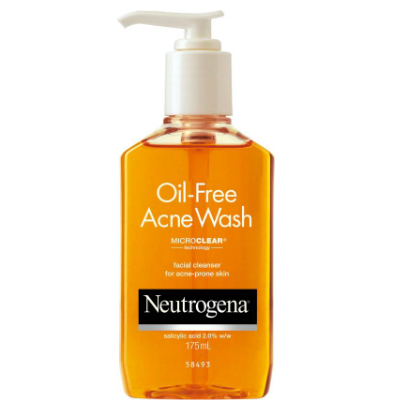 Oil-Free
Acne Wash
MICROCLEAR®
technology
facial cleanser
for acne-prone skin
Neutrogena®
salicylic acid 2.0% w/w
175mL
58493